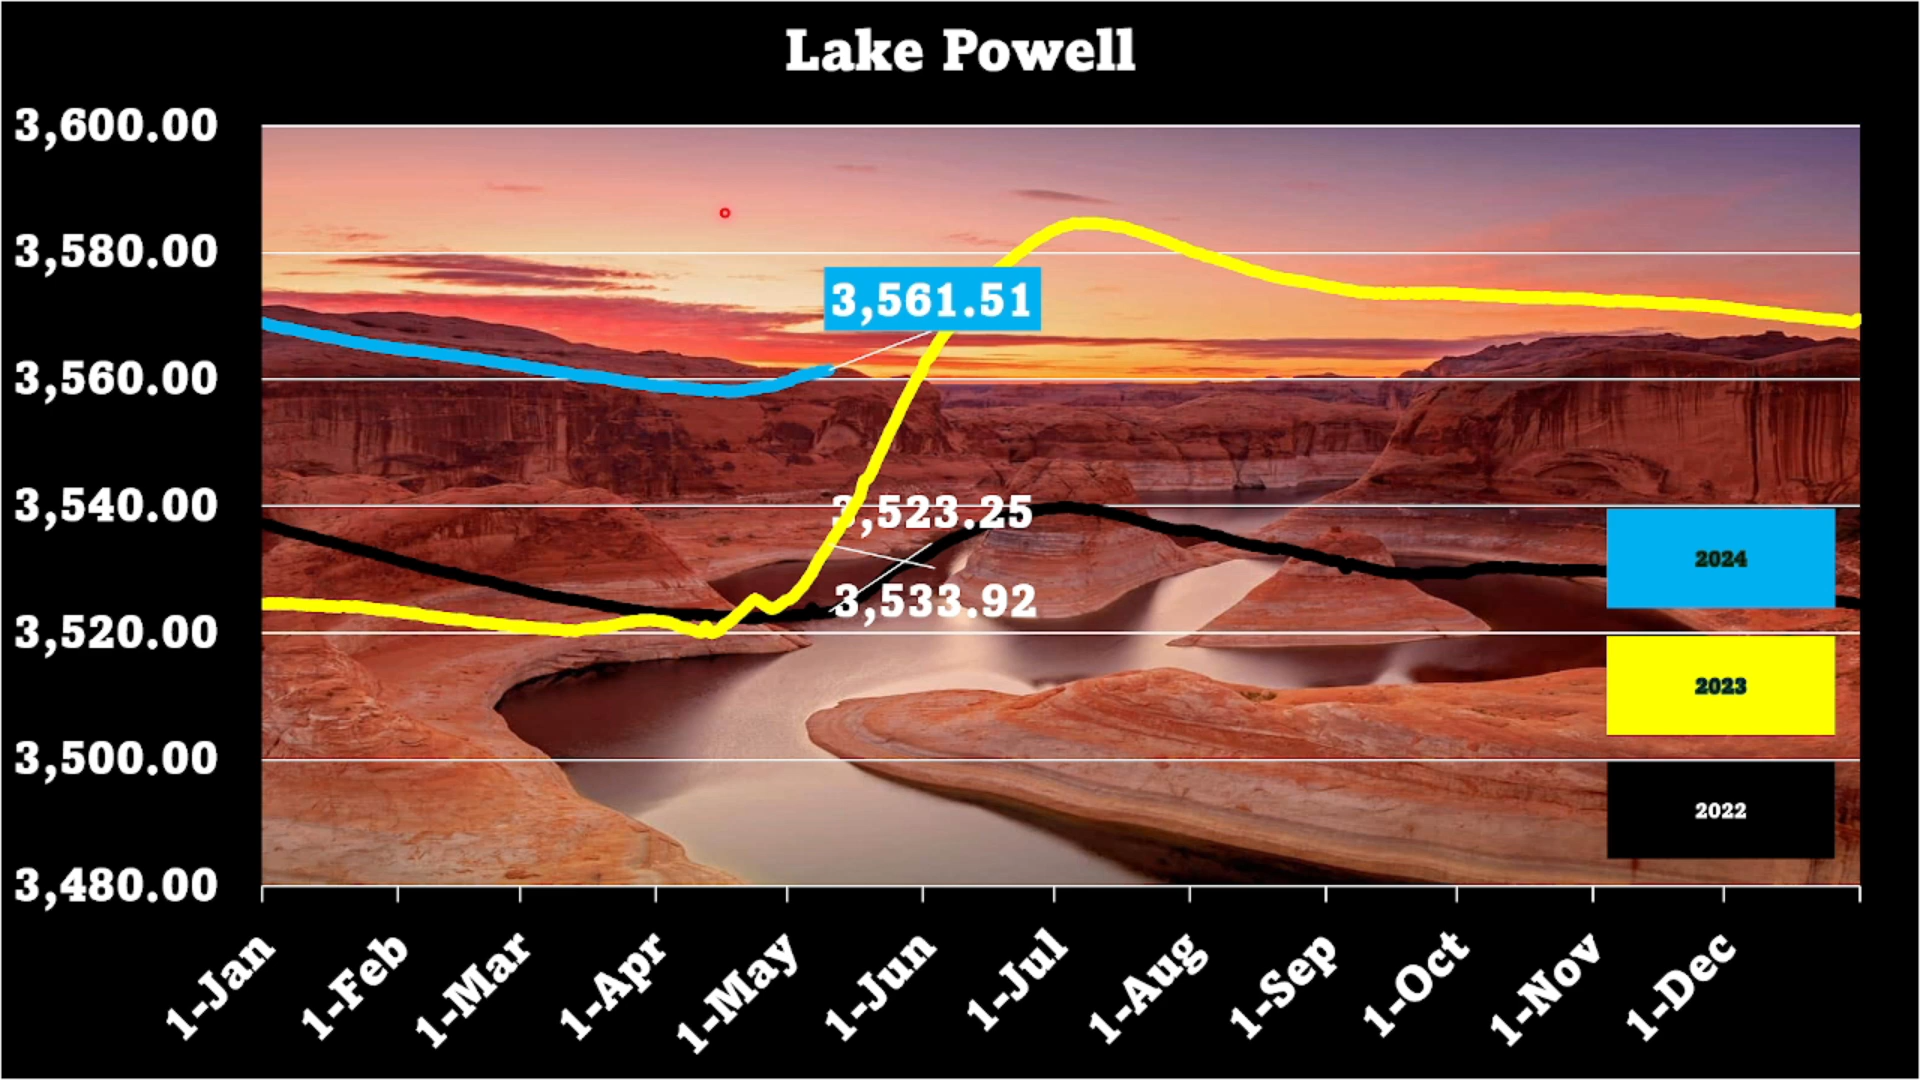 Lake Powell
3,600.00
3,580.00
3,560.00
3,540.00
3,520.00
3,500.00
3,480.00
3,561.51
3,523.25
3,533.92
2024
2023
2022
1-Jan
1-Feb
1-Mar
1-Apr
1-May
1-Jun
1-Jul
1-Aug
1-Sep
1-Oct
1-Nov
1-Dec